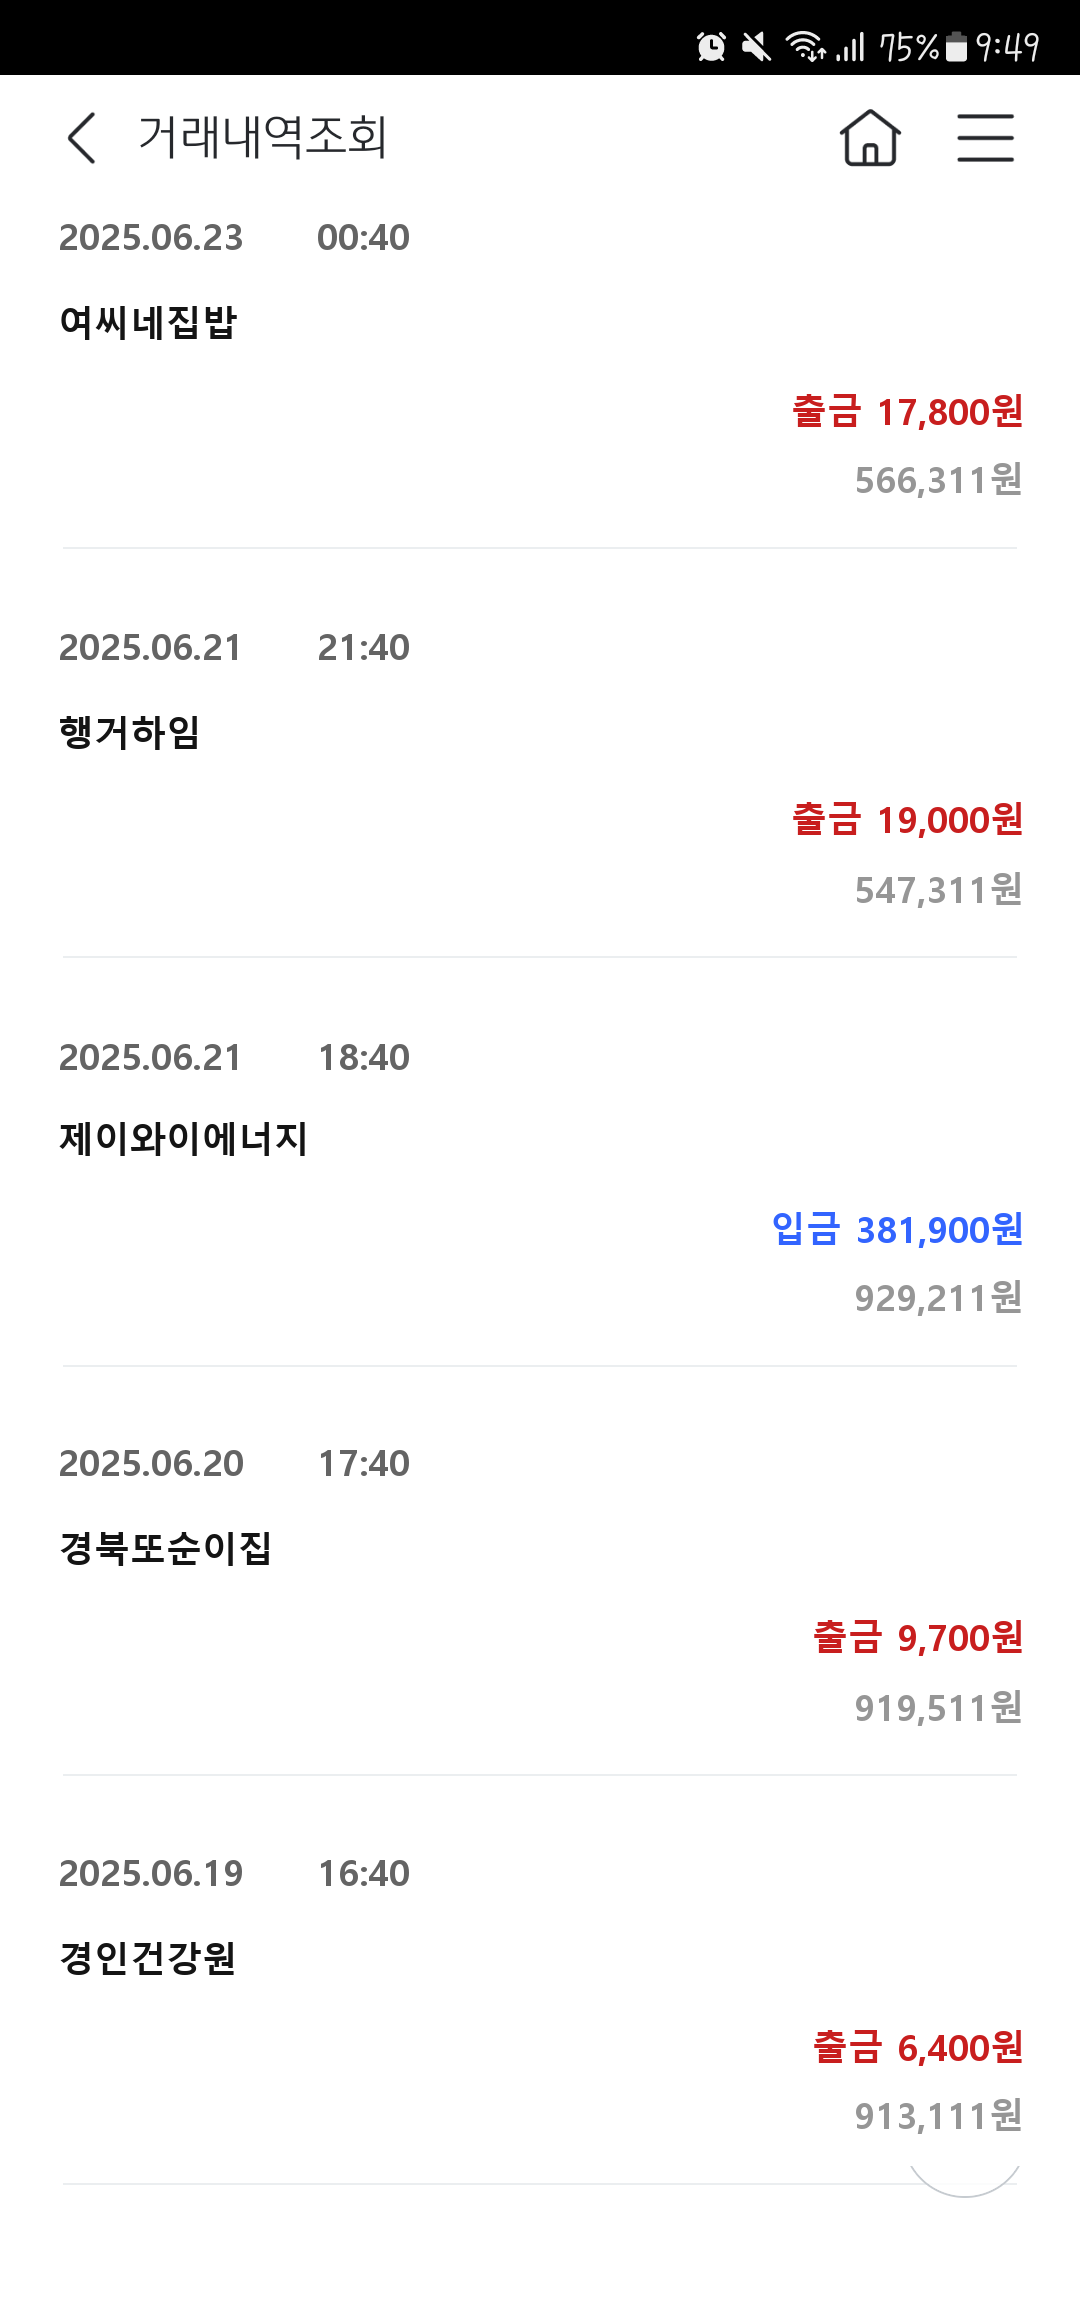 75% 9:49
거래내역조회
2025.06.23 00:40
여씨네집밥
출금 17,800원
566,311원
2025.06.21 21:40
행거하임
출금 19,000원
547,311원
2025.06.21 18:40
제이와이에너지
입금 381,900원
929,211원
2025.06.20 17:40
경북또순이집
출금 9,700원
919,511원
2025.06.19 16:40
경인건강원
출금 6,400원
913,111원